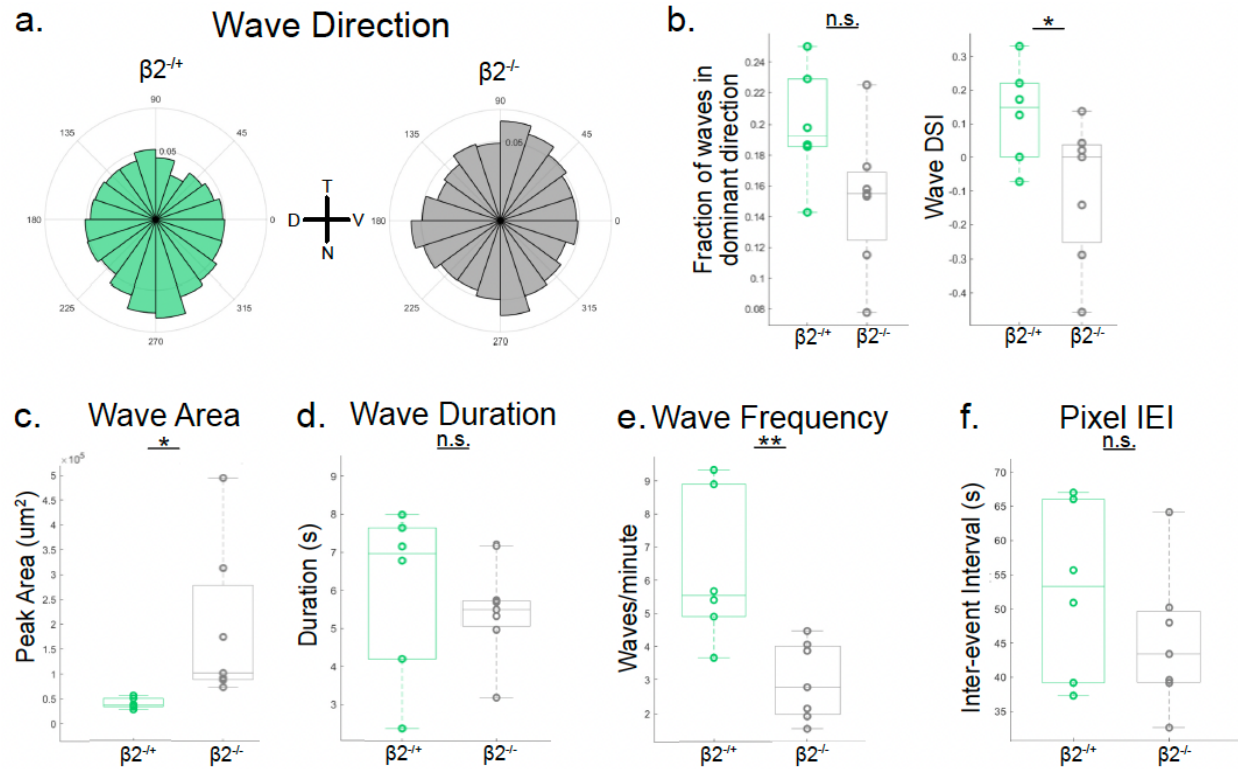 a.
Wave Direction
β2-/+
β2-/-
90
135
45
0.05
180
0
225
315
270
T
D
V
N
90
135
45
0.05
180
0
225
315
270
b.
n.s.
Fraction of waves in
dominant direction
0.24
0.22
0.20
0.18
0.16
0.14
0.12
0.10
0.08
β2-/+
β2-/-
*
Wave DSI
0.3
0.2
0.1
0
-0.1
-0.2
-0.3
-0.4
β2-/+
β2-/-
c.
Wave Area
*
×10⁵
Peak Area (um²)
5
4.5
4
3.5
3
2.5
2
1.5
1
0.5
0
β2-/+
β2-/-
d.
Wave Duration
n.s.
Duration (s)
9
8
7
6
5
4
3
β2-/+
β2-/-
e.
Wave Frequency
**
Waves/minute
9
8
7
6
5
4
3
2
β2-/+
β2-/-
f.
Pixel IEI
n.s.
Inter-event Interval (s)
70
65
60
55
50
45
40
35
β2-/+
β2-/-